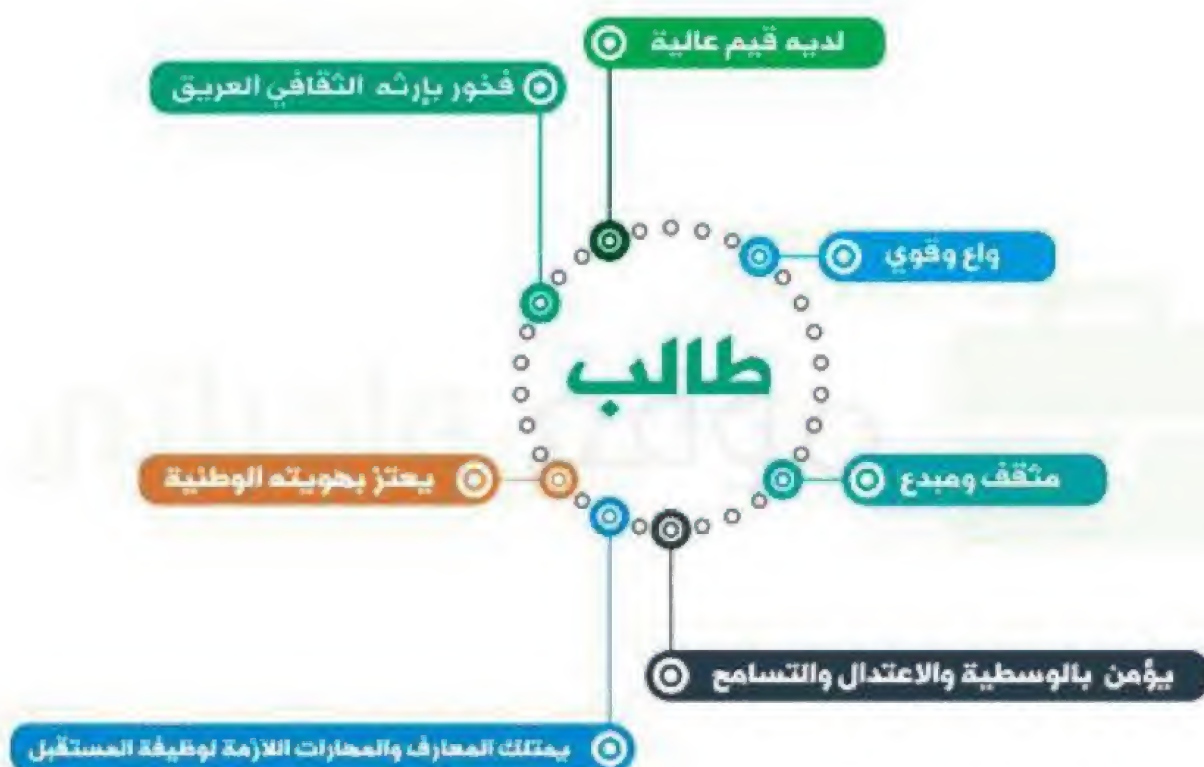 لديه قيم عالية
فخور بإرثه الثقافي العريق
واع وقوي
طالب
يعتز بهويته الوطنية
مثقف ومبدع
يؤمن بالوسطية والاعتدال والتسامح
يمتلك المعارف والمهارات اللازمة لوظيفة المستقبل